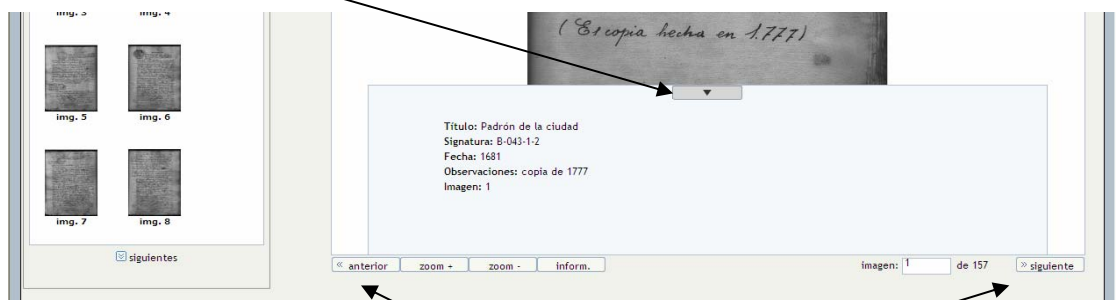 img. 3 img. 4
img. 5 img. 6
img. 7 img. 8
siguientes
(Es copia hecha en 1.777)
Título: Padrón de la ciudad
Signatura: B-043-1-2
Fecha: 1681
Observaciones: copia de 1777
Imagen: 1
« anterior zoom + zoom - inform. imagen: 1 de 157 » siguiente